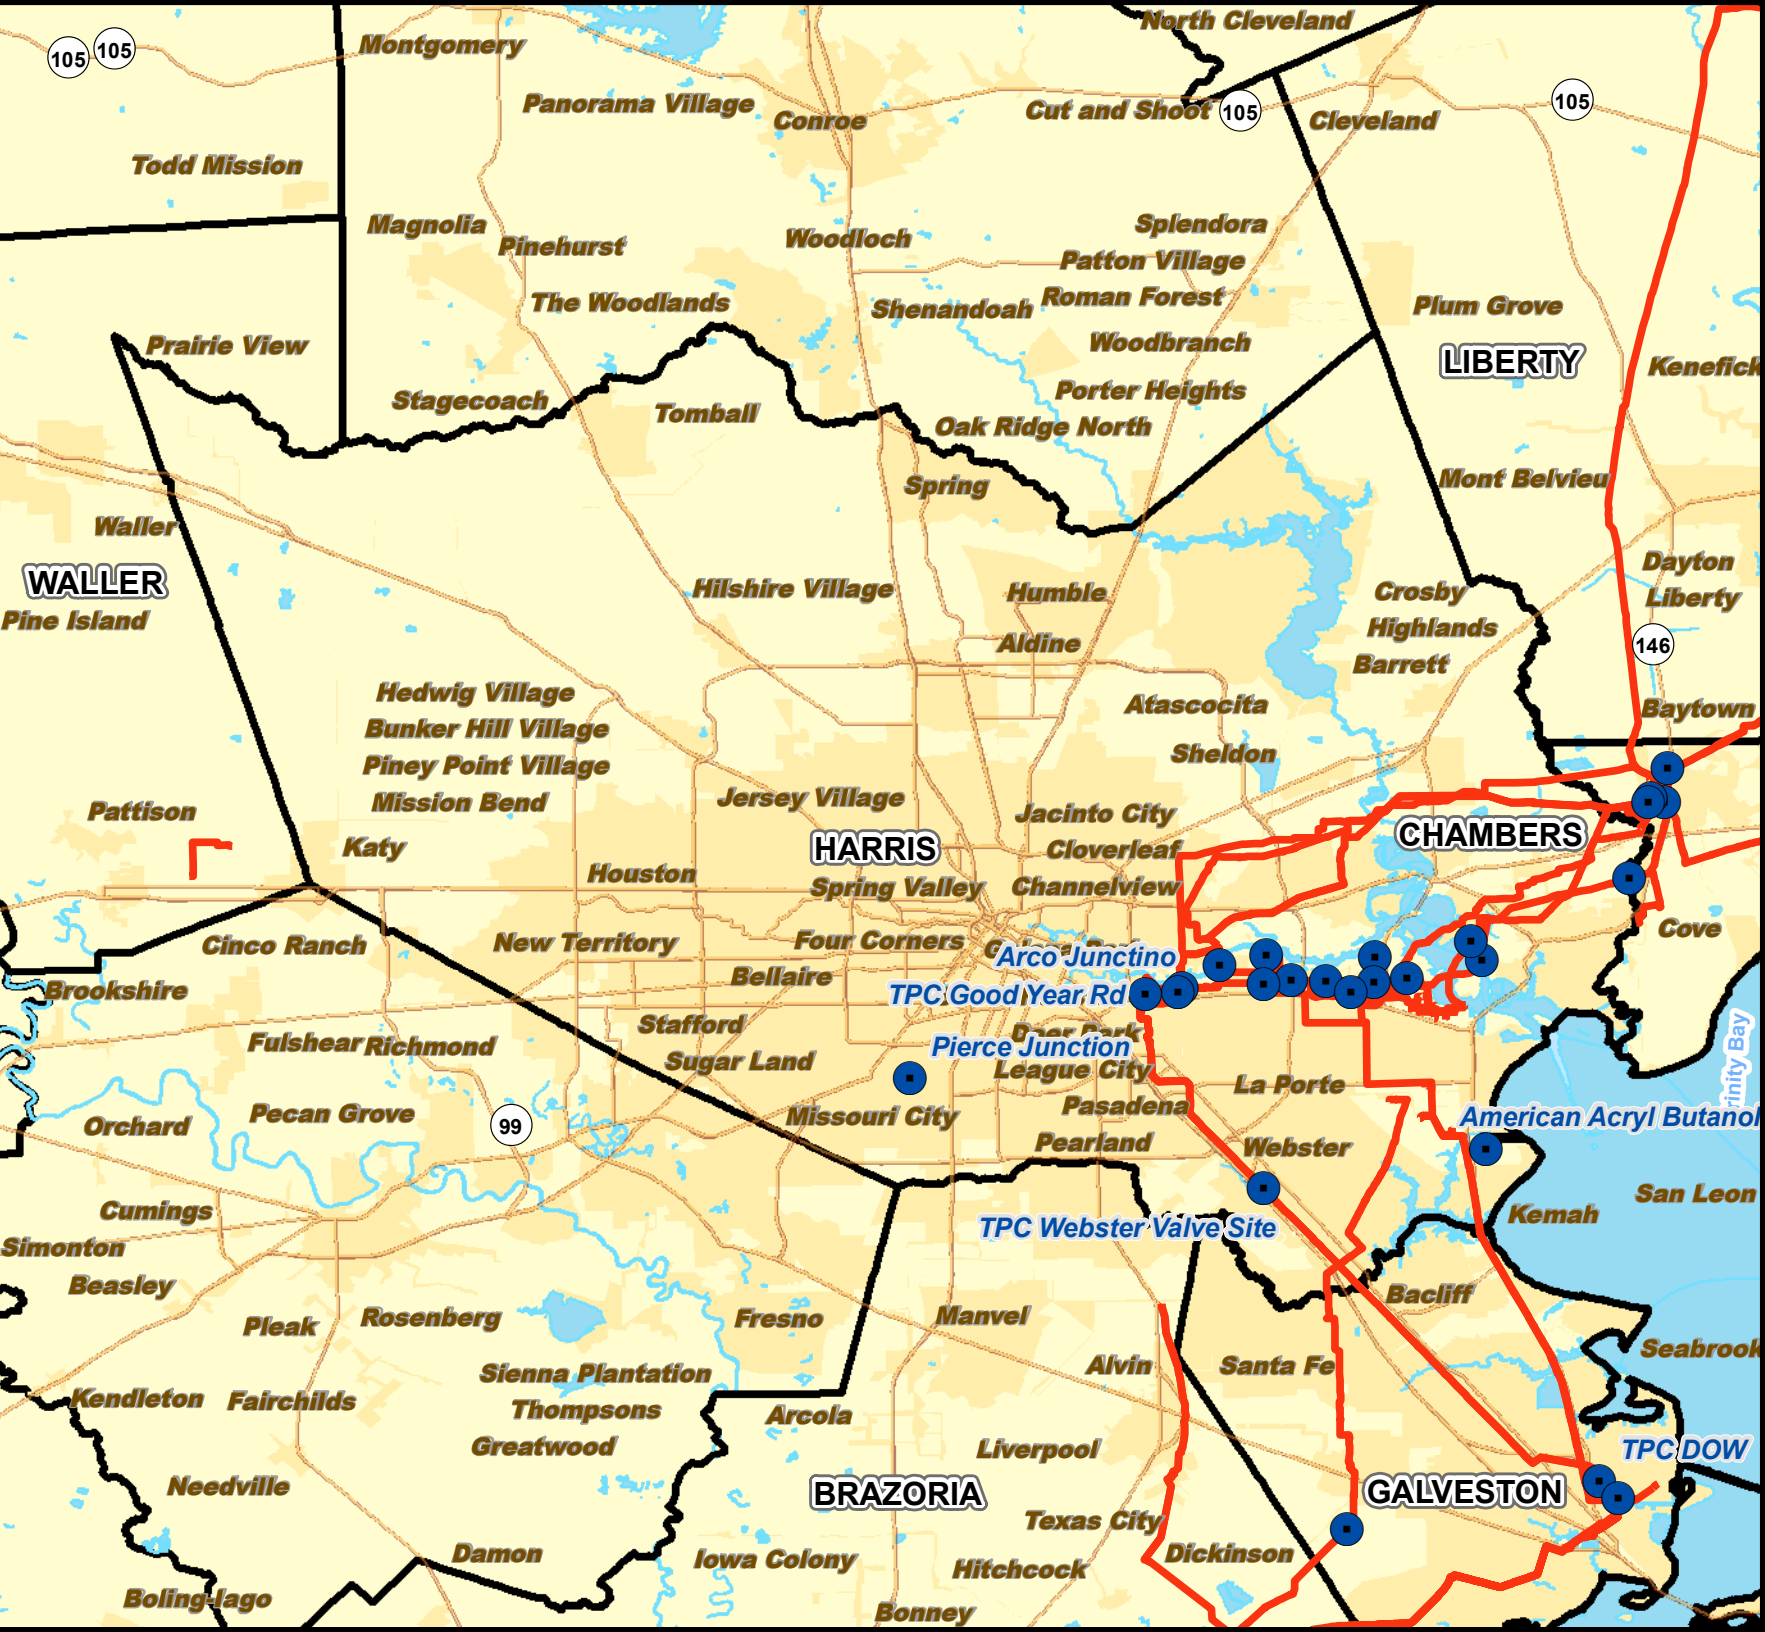 North Cleveland
Montgomery
105
105
Panorama Village
Conroe
Cut and Shoot
105
Cleveland
105
Todd Mission
Magnolia
Pinehurst
Woodloch
Splendora
Patton Village
The Woodlands
Shenandoah
Roman Forest
Plum Grove
Prairie View
Woodbranch
LIBERTY
Kenefick
Stagecoach
Tomball
Porter Heights
Oak Ridge North
Spring
Mont Belvieu
Waller
WALLER
Pine Island
Hilshire Village
Humble
Crosby
Dayton
Liberty
Aldine
Highlands
Barrett
146
Hedwig Village
Bunker Hill Village
Piney Point Village
Mission Bend
Atascocita
Baytown
Sheldon
Pattison
Jersey Village
Jacinto City
Katy
HARRIS
Cloverleaf
CHAMBERS
Houston
Spring Valley
Channelview
Cinco Ranch
New Territory
Four Corners
Cove
Arco Junctino
Bellaire
Brookshire
TPC Good Year Rd
Stafford
Deer Park
Fulshear
Richmond
Pierce Junction
Sugar Land
League City
La Porte
Trinity Bay
Orchard
Pecan Grove
99
Missouri City
Pasadena
American Acryl Butanol
Pearland
Webster
Cumings
San Leon
Kemah
TPC Webster Valve Site
Simonton
Beasley
Bacliff
Pleak
Rosenberg
Fresno
Manvel
Seabrook
Alvin
Santa Fe
Sienna Plantation
Kendleton
Fairchilds
Thompsons
Arcola
Greatwood
Liverpool
TPC DOW
Needville
BRAZORIA
GALVESTON
Texas City
Damon
Iowa Colony
Hitchcock
Dickinson
Boling-Iago
Bonney